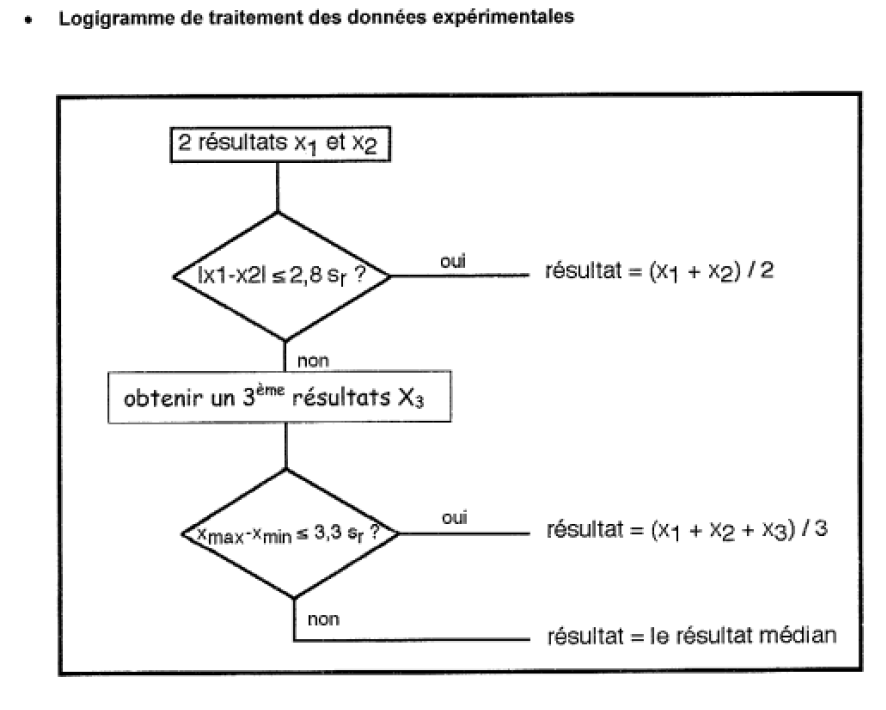 • Logigramme de traitement des données expérimentales
2 résultats x1 et x2
|x1-x2| ≤ 2,8 sr ?
oui
résultat = (x1 + x2) / 2
non
obtenir un 3ème résultats X3
xmax-xmin ≤ 3,3 sr ?
oui
résultat = (x1 + x2 + x3) / 3
non
résultat = le résultat médian